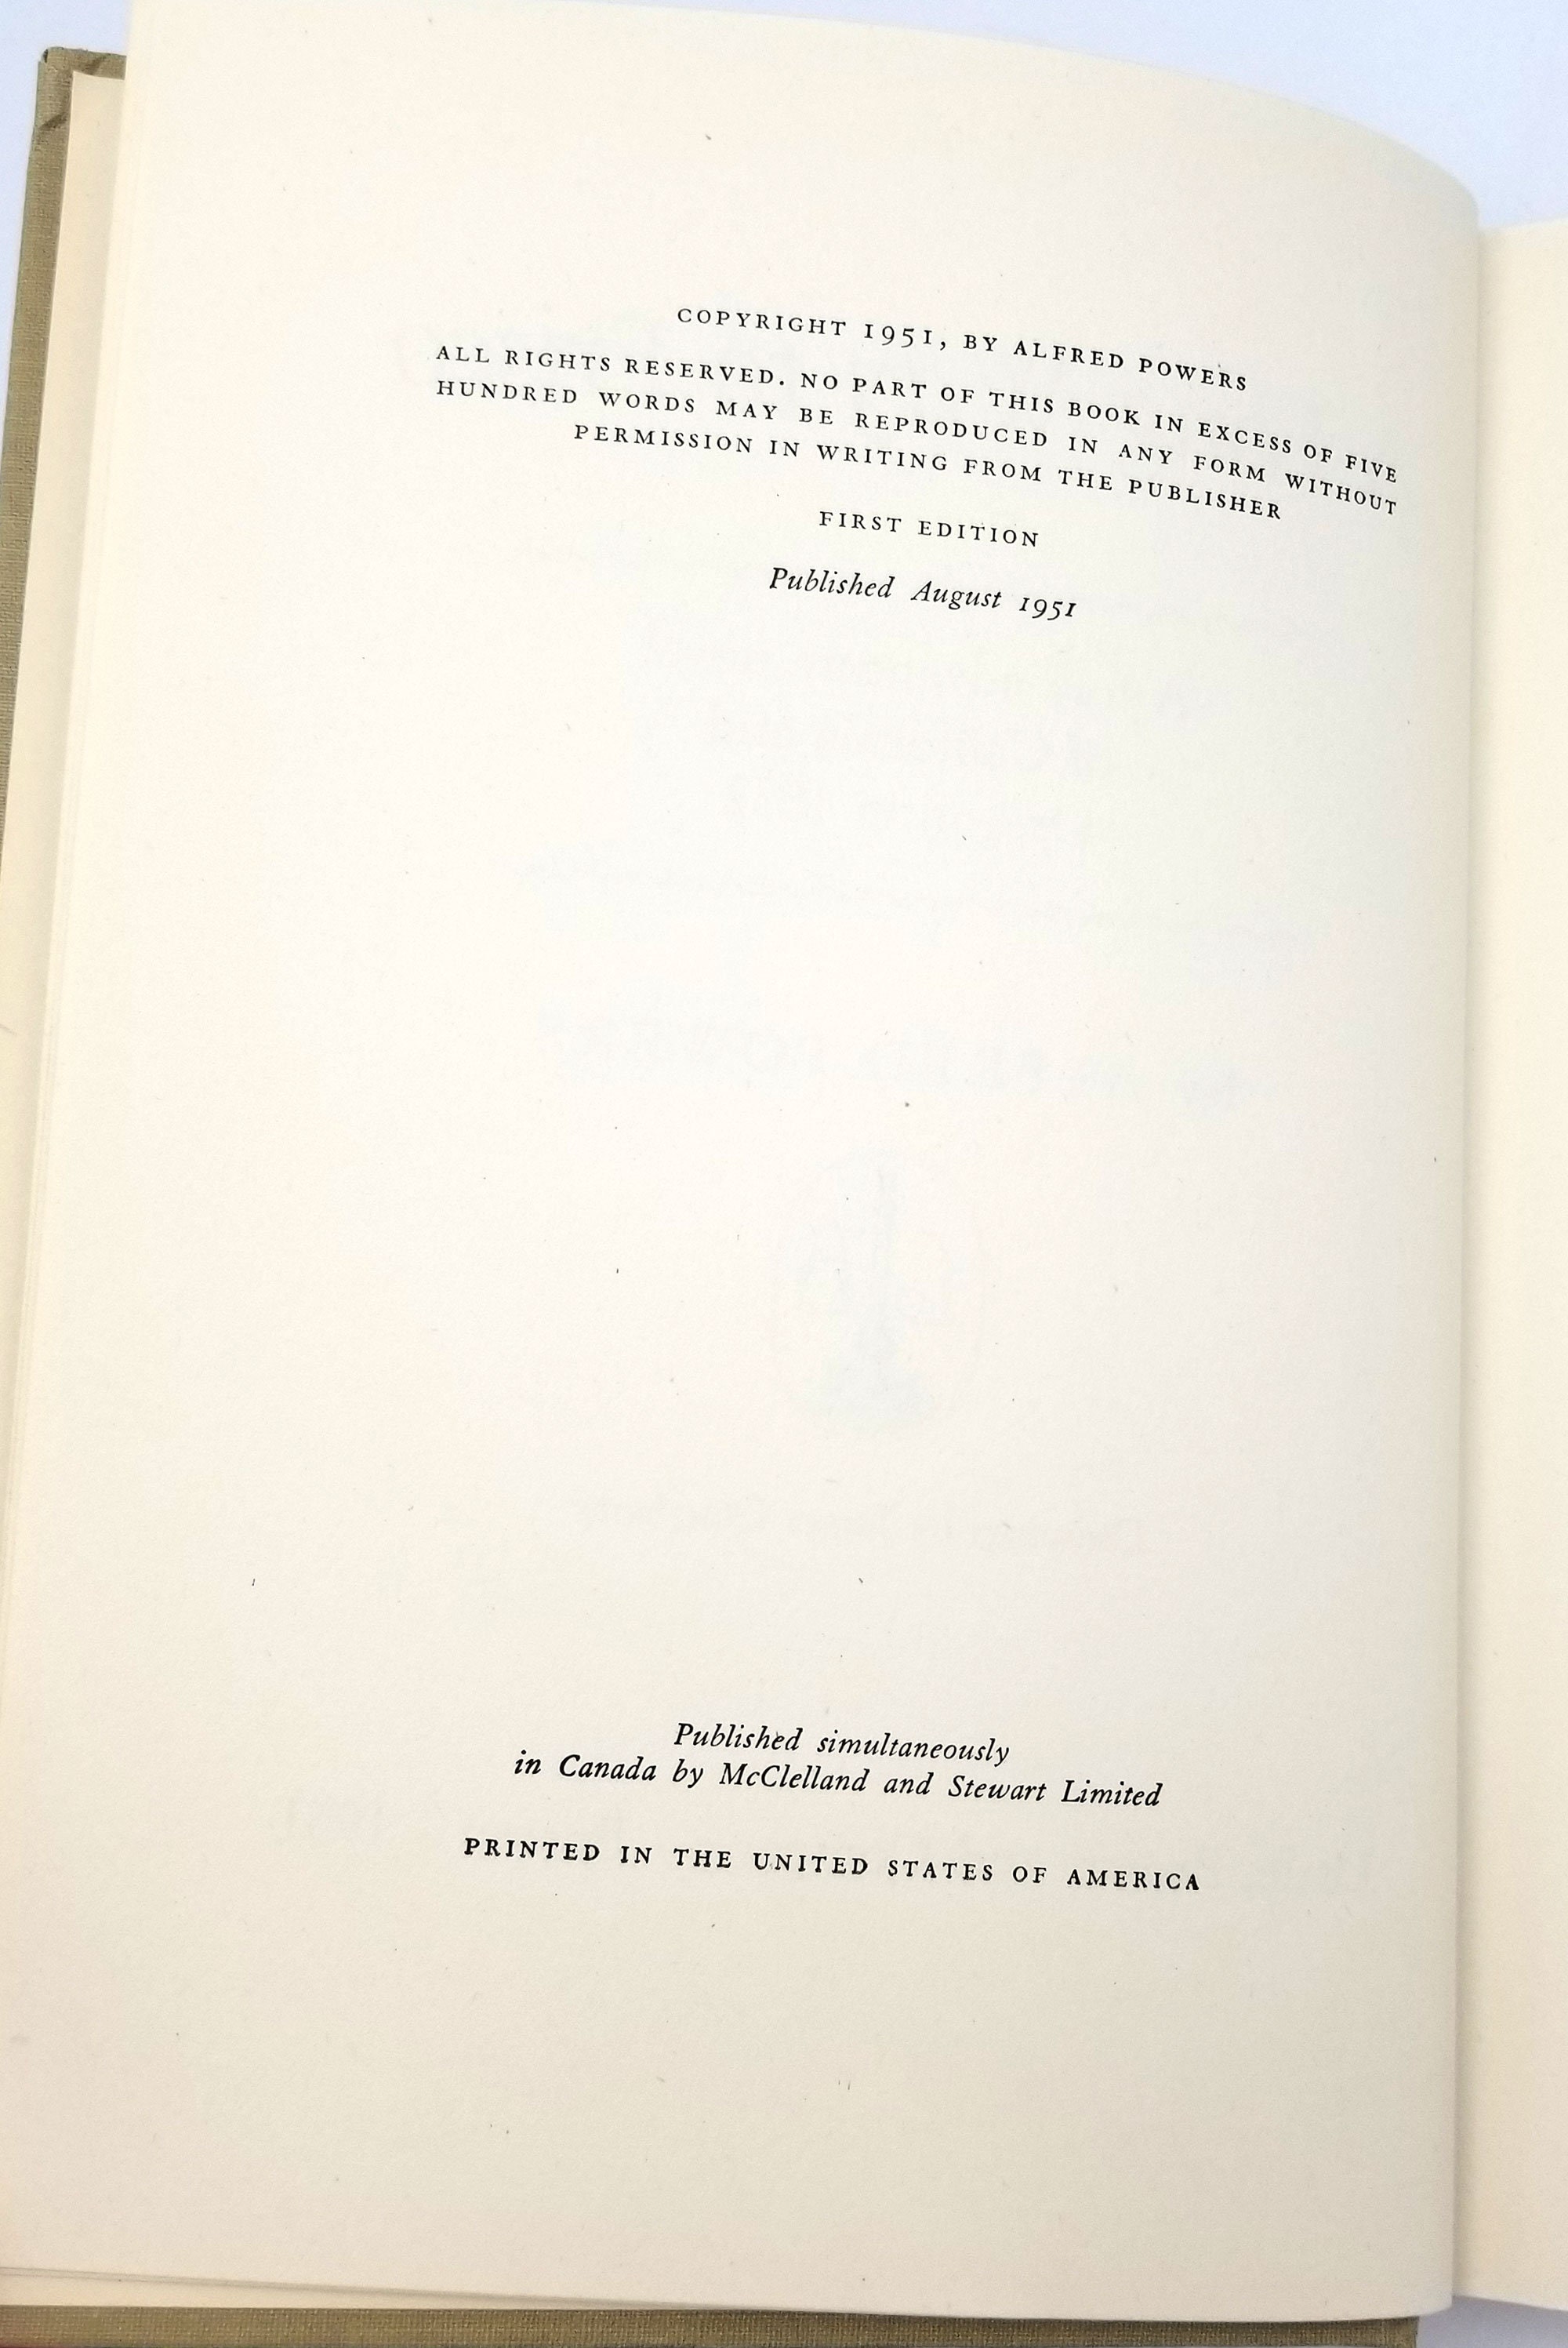 COPYRIGHT 1951, BY ALFRED POWERS
ALL RIGHTS RESERVED. NO PART OF THIS BOOK IN EXCESS OF FIVE
HUNDRED WORDS MAY BE REPRODUCED IN ANY FORM WITHOUT
PERMISSION IN WRITING FROM THE PUBLISHER
FIRST EDITION
Published August 1951
Published simultaneously
in Canada by McClelland and Stewart Limited
PRINTED IN THE UNITED STATES OF AMERICA